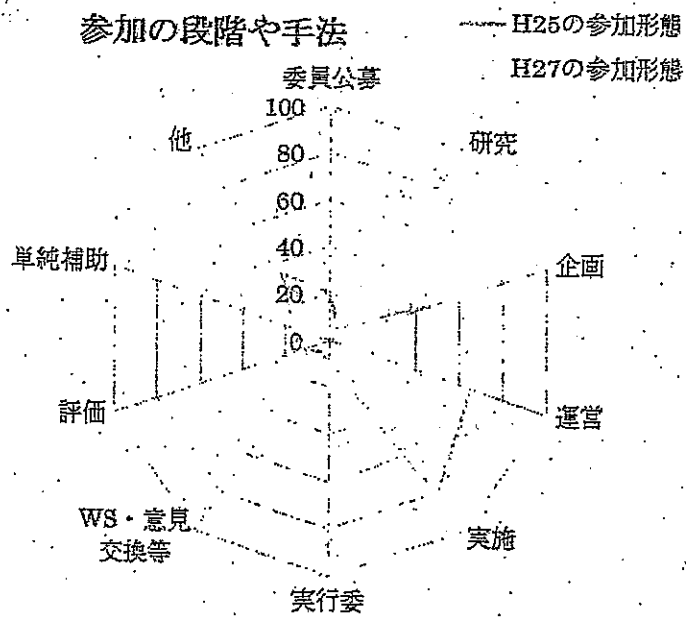 参加の段階や手法
H25の参加形態
H27の参加形態
委員公募
研究
企画
運営
実施
実行委
WS・意見
交換等
評価
単純補助
他
100
80
60
40
20
0